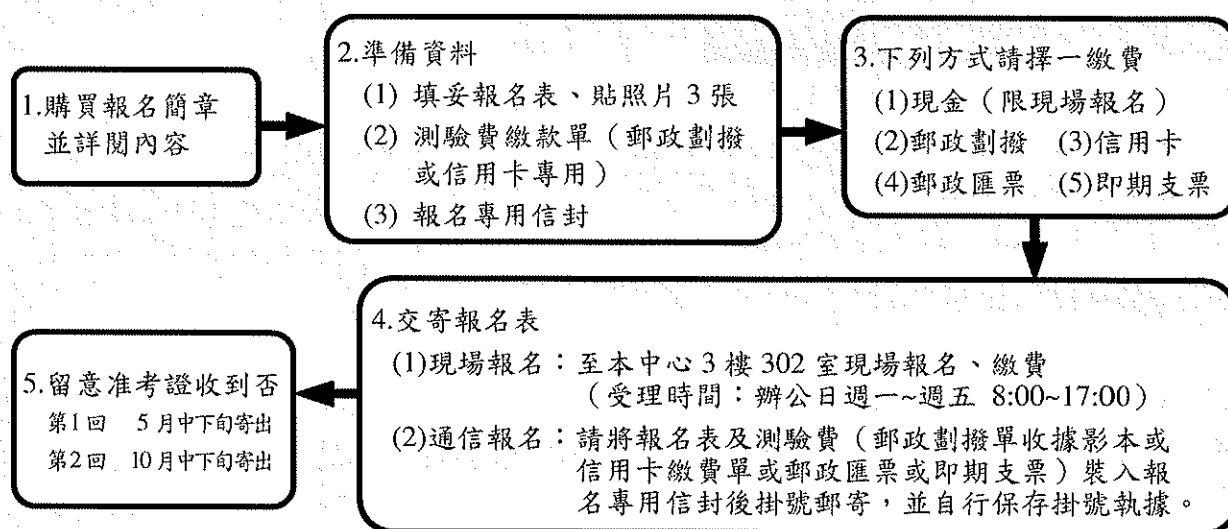 1.購買報名簡章
並詳閱內容
2.準備資料
(1) 填妥報名表、貼照片 3 張
(2) 測驗費繳款單（郵政劃撥
或信用卡專用）
(3) 報名專用信封
3.下列方式請擇一繳費
(1)現金（限現場報名）
(2)郵政劃撥 (3)信用卡
(4)郵政匯票 (5)即期支票
4.交寄報名表
(1)現場報名：至本中心 3 樓 302 室現場報名、繳費
（受理時間：辦公日週一~週五 8:00~17:00）
(2)通信報名：請將報名表及測驗費（郵政劃撥單收據影本或
信用卡繳費單或郵政匯票或即期支票）裝入報
名專用信封後掛號郵寄，並自行保存掛號執據。
5.留意准考證收到否
第1回 5 月中下旬寄出
第2回 10 月中下旬寄出